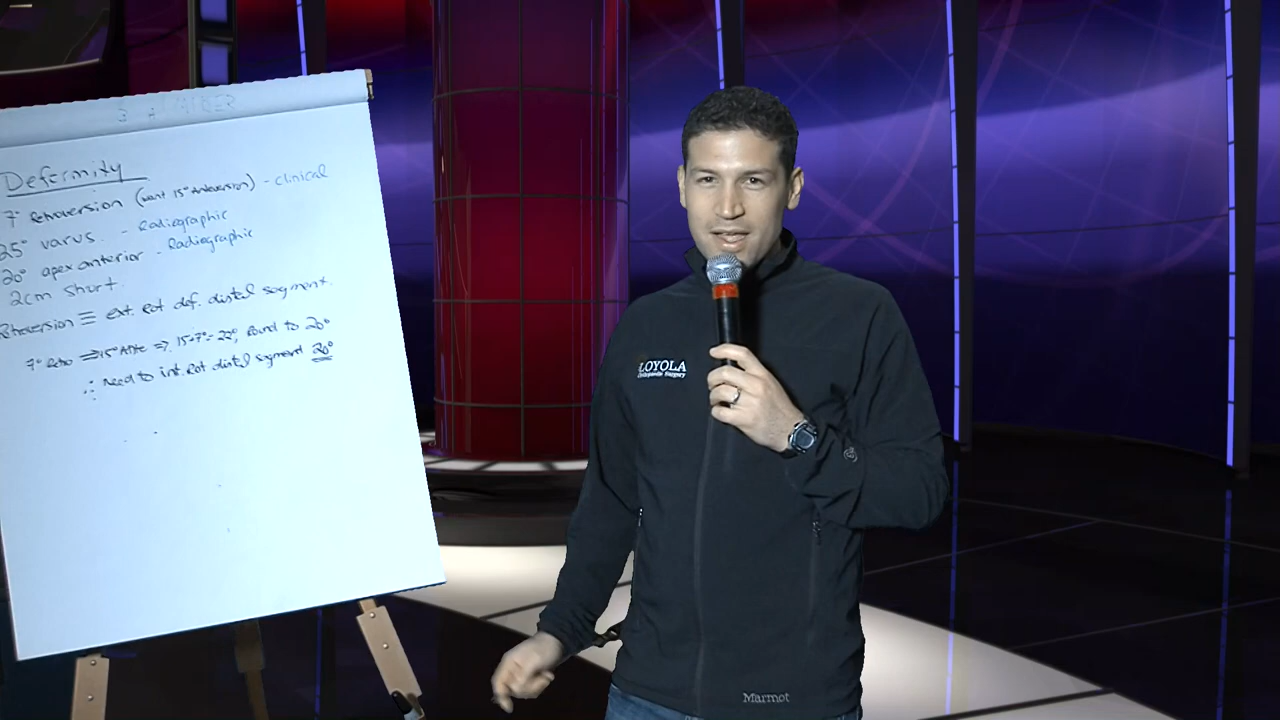 Deformity
7° Retroversion (want 15° Anteversion) - clinical
25° varus. - Radiographic
20° apex anterior - Radiographic
2cm short.
Retroversion ≡ ext. rot def. distal segment.
7° Retro ⇒ 15° Ante ⇒ 15+7 = 22°, Round to 20°
∴ need to int. rot distal segment 20°
LOYOLA
Orthopaedic Surgery
Marmot